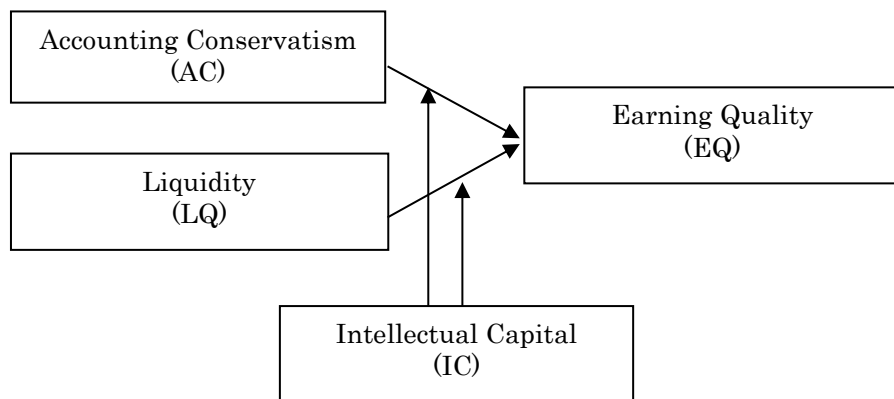 Accounting Conservatism
(AC)
Earning Quality
(EQ)
Liquidity
(LQ)
Intellectual Capital
(IC)